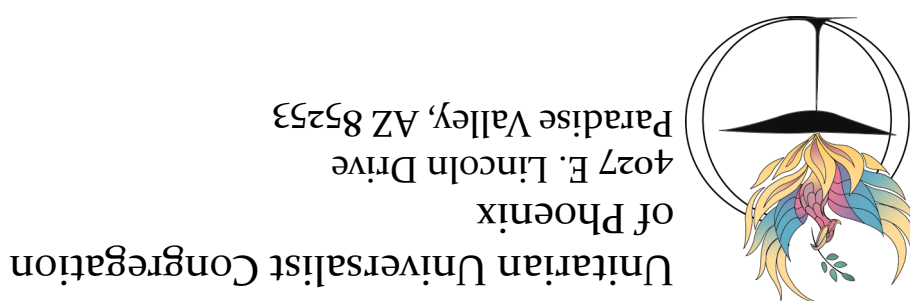 Unitarian Universalist Congregation
of Phoenix
4027 E. Lincoln Drive
Paradise Valley, AZ 85253